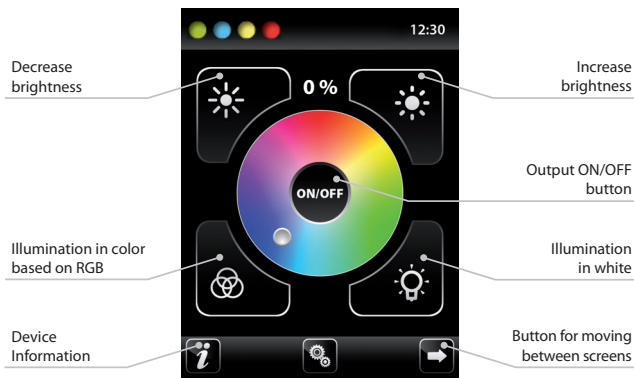 12:30
Decrease
brightness
0 %
Increase
brightness
Output ON/OFF
button
ON/OFF
Illumination in color
based on RGB
Illumination
in white
Device
Information
i
Button for moving
between screens